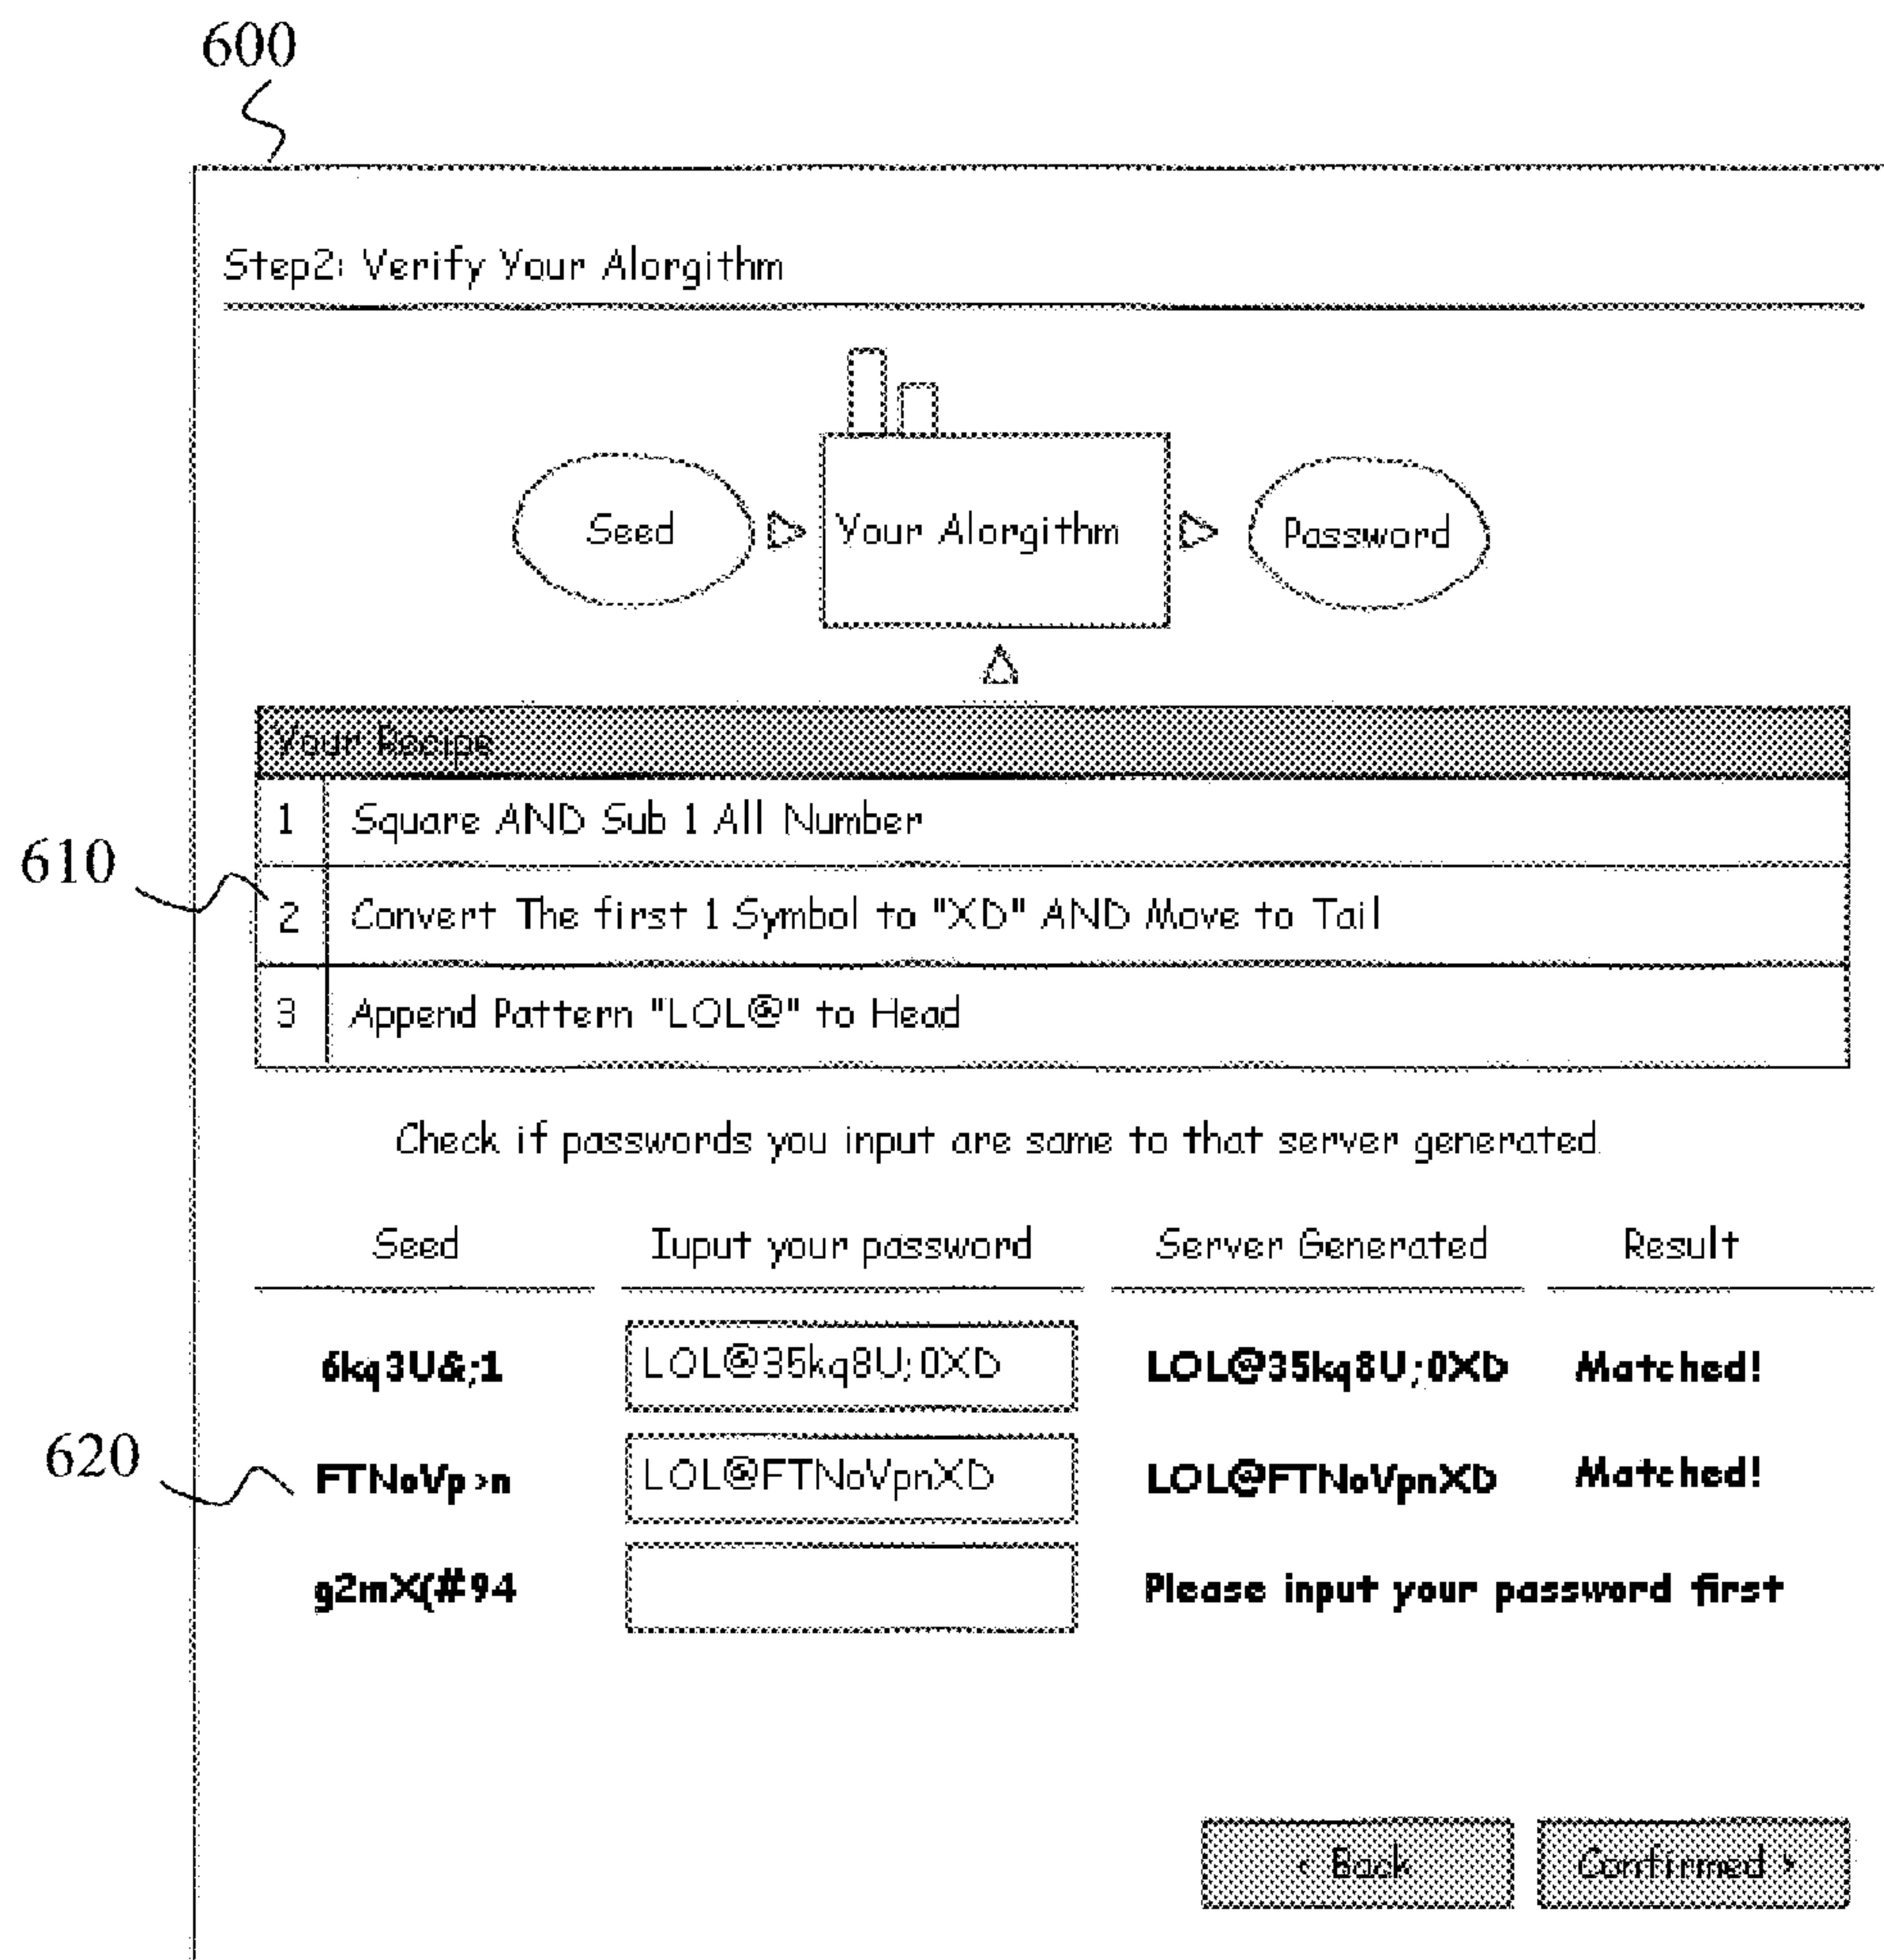 600
Step2: Verify Your Alorgithm
Seed Your Alorgithm Password
Your Recipe
1 Square AND Sub 1 All Number
610
2 Convert The first 1 Symbol to "XD" AND Move to Tail
3 Append Pattern "LOL@" to Head
Check if passwords you input are same to that server generated.
Seed Iuput your password Server Generated Result
6kq3U&;1 LOL@35kq8U;0XD LOL@35kq8U;0XD Matched!
620 FTNoVp>n LOL@FTNoVpnXD LOL@FTNoVpnXD Matched!
g2mX(#94 Please input your password first
‹ Back Confirmed ›